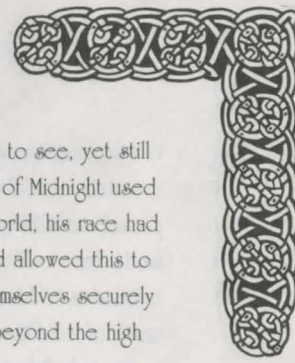 to see, yet still
of Midnight used
orld, his race had
d allowed this to
mselves securely
beyond the high